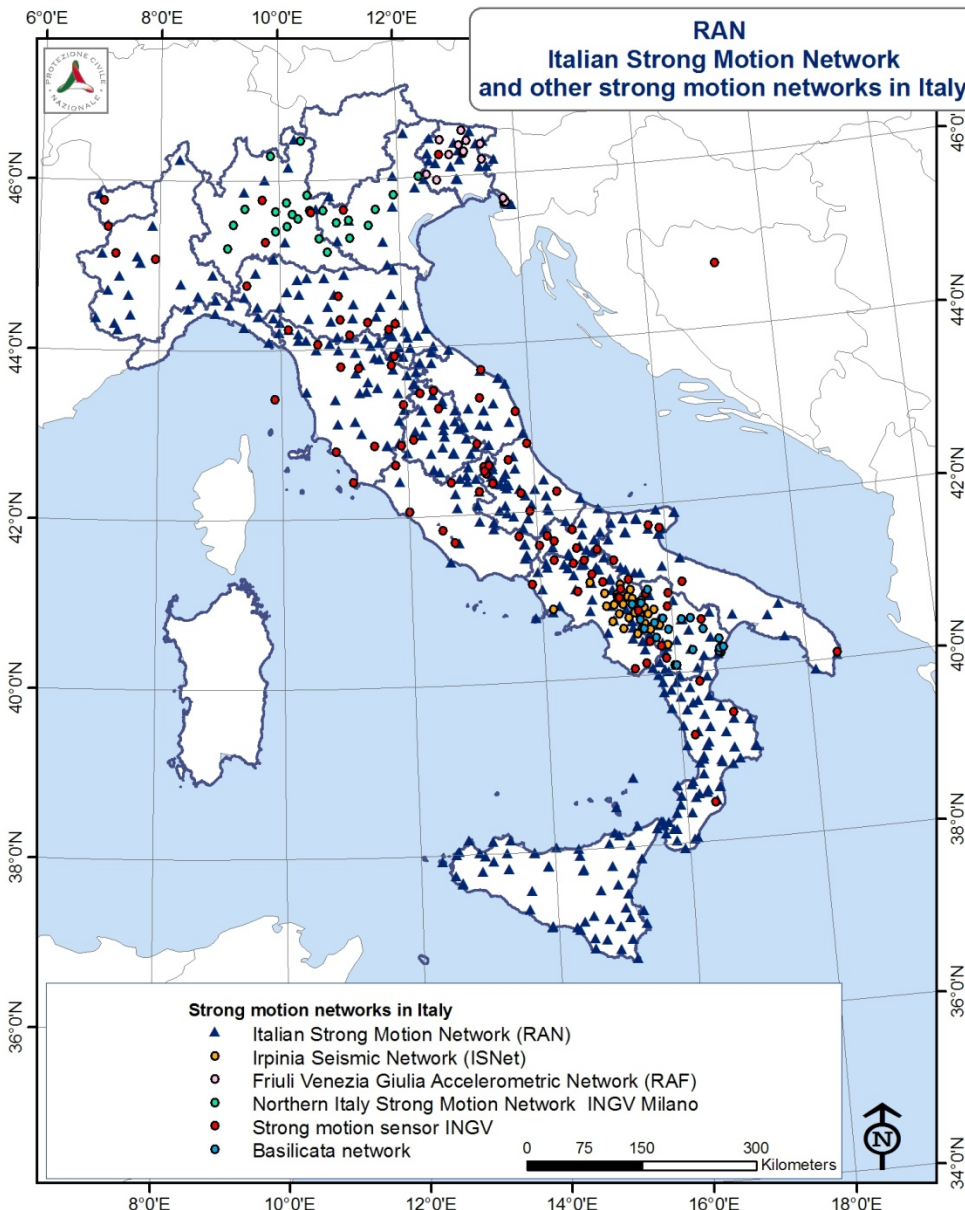 6°0'E
8°0'E
10°0'E
12°0'E
RAN
Italian Strong Motion Network
and other strong motion networks in Italy
PROTEZIONE CIVILE
NAZIONALE
46°0'N
44°0'N
42°0'N
40°0'N
38°0'N
36°0'N
46°0'N
44°0'N
42°0'N
40°0'N
38°0'N
36°0'N
34°0'N
Strong motion networks in Italy
Italian Strong Motion Network (RAN)
Irpinia Seismic Network (ISNet)
Friuli Venezia Giulia Accelerometric Network (RAF)
Northern Italy Strong Motion Network INGV Milano
Strong motion sensor INGV
Basilicata network
0 75 150 300
Kilometers
N
8°0'E
10°0'E
12°0'E
14°0'E
16°0'E
18°0'E